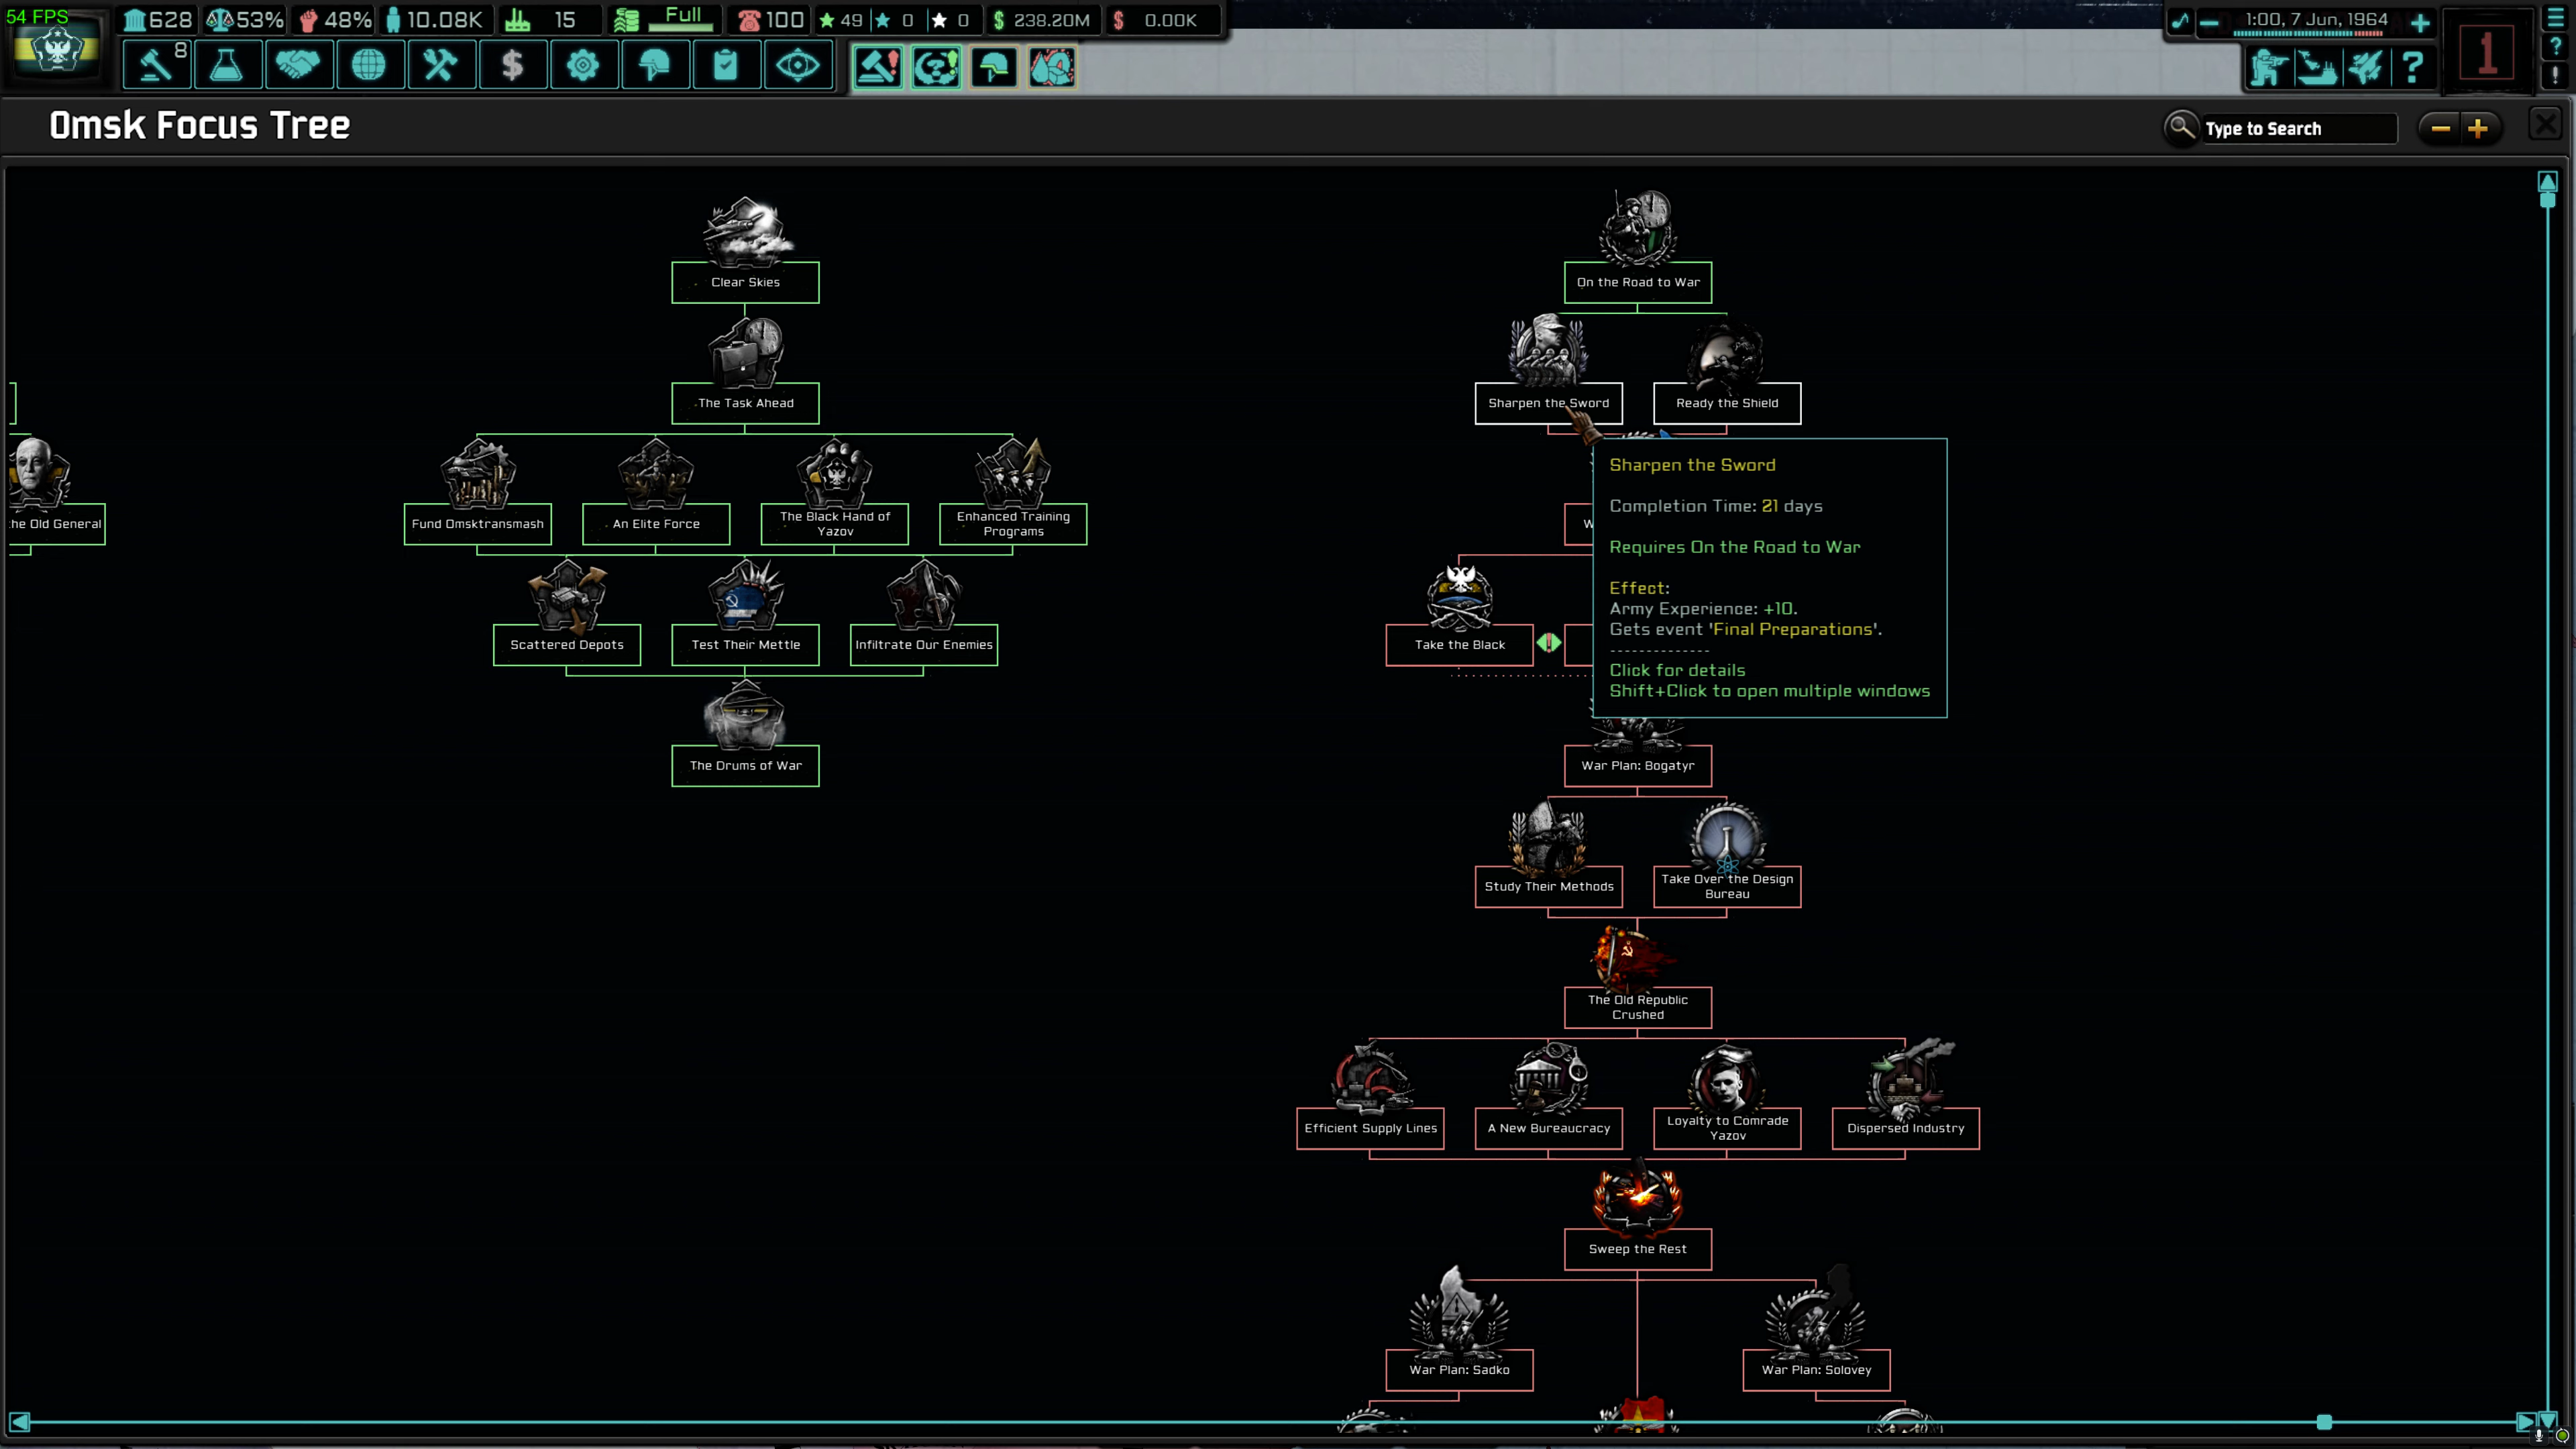 54 FPS
628
53%
48%
10.08K
15
Full
100
49
0
0
$ 238.20M
$ 0.00K
1:00, 7 Jun, 1964
8
$
?
1
?
Omsk Focus Tree
Type to Search
Clear Skies
On the Road to War
The Task Ahead
Sharpen the Sword
Ready the Shield
he Old General
Fund Omsktransmash
An Elite Force
The Black Hand of
Yazov
Enhanced Training
Programs
Scattered Depots
Test Their Mettle
Infiltrate Our Enemies
The Drums of War
Sharpen the Sword
Completion Time: 21 days
Requires On the Road to War
Effect:
Army Experience: +10.
Gets event 'Final Preparations'.
--------------
Click for details
Shift+Click to open multiple windows
W
Take the Black
War Plan: Bogatyr
Study Their Methods
Take Over the Design
Bureau
The Old Republic
Crushed
Efficient Supply Lines
A New Bureaucracy
Loyalty to Comrade
Yazov
Dispersed Industry
Sweep the Rest
War Plan: Sadko
War Plan: Solovey